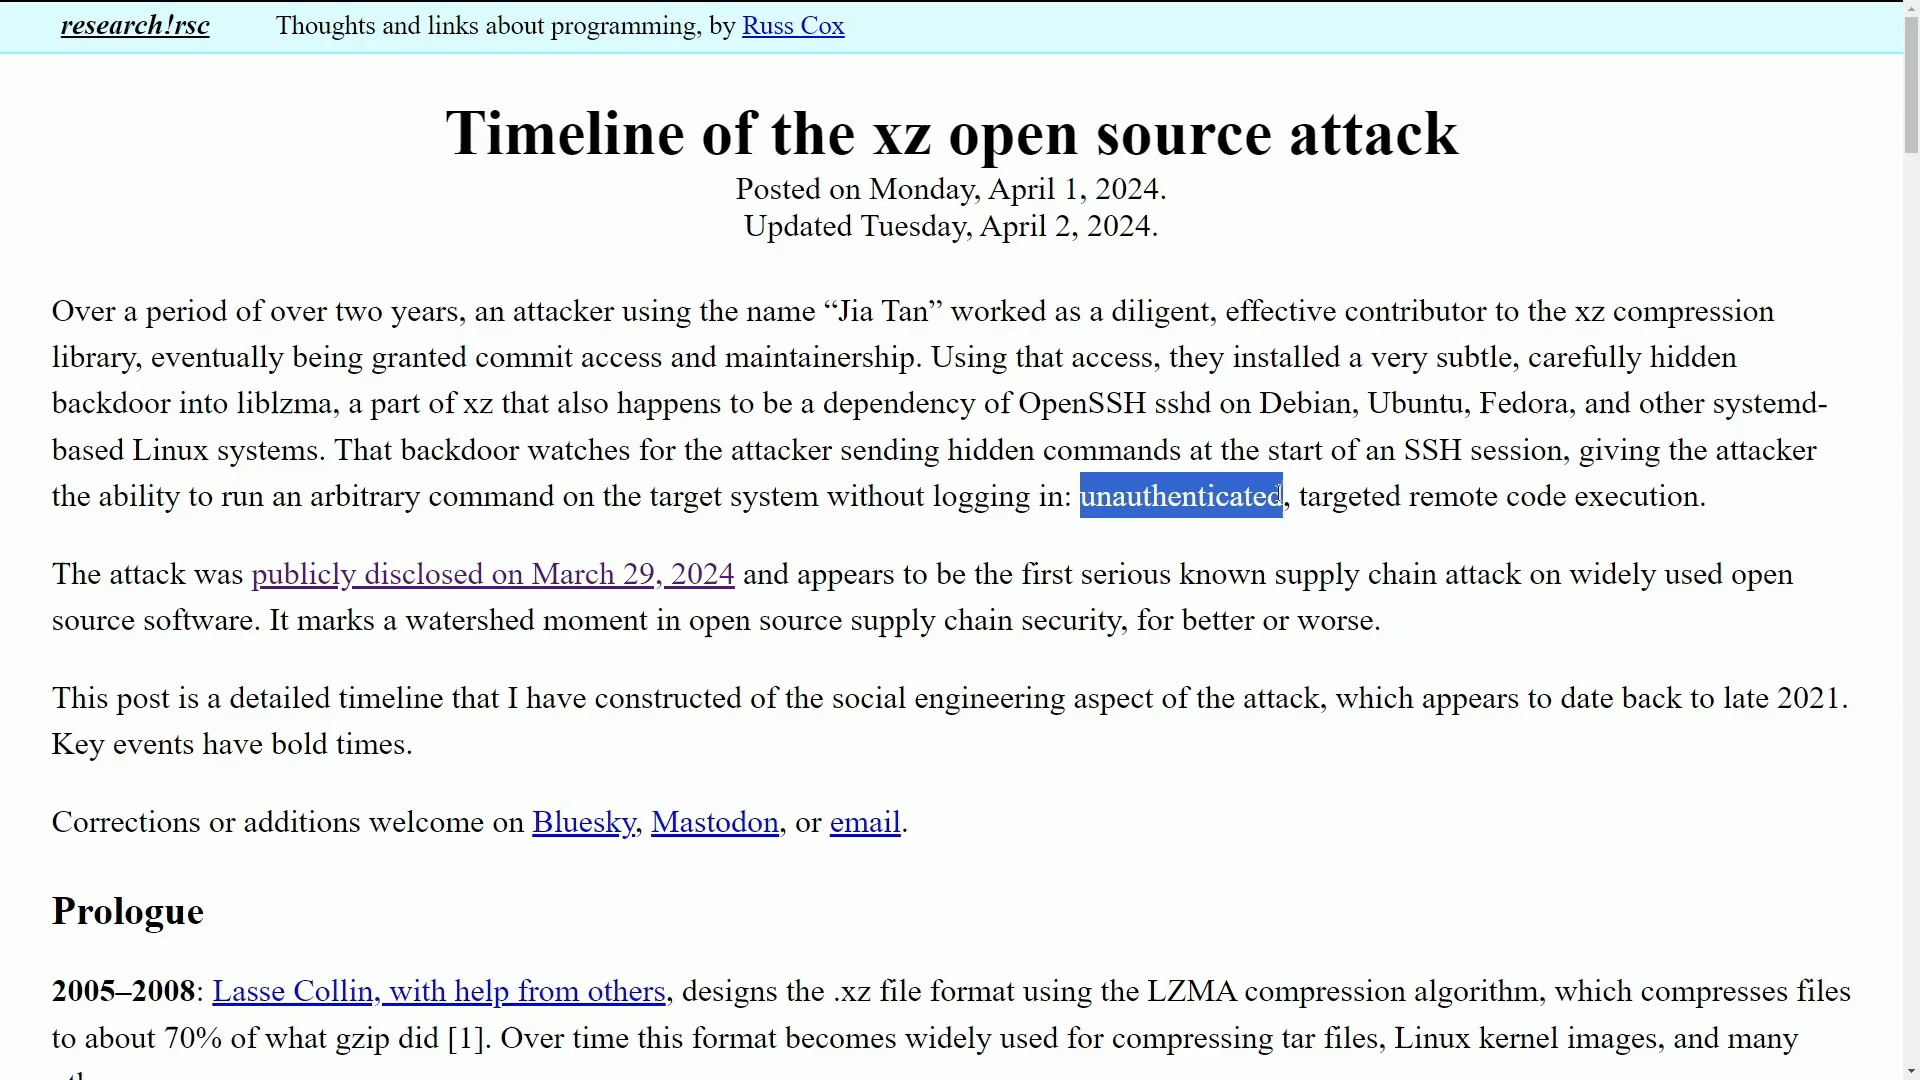 research!rsc Thoughts and links about programming, by Russ Cox
Timeline of the xz open source attack
Posted on Monday, April 1, 2024.
Updated Tuesday, April 2, 2024.
Over a period of over two years, an attacker using the name “Jia Tan” worked as a diligent, effective contributor to the xz compression
library, eventually being granted commit access and maintainership. Using that access, they installed a very subtle, carefully hidden
backdoor into liblzma, a part of xz that also happens to be a dependency of OpenSSH sshd on Debian, Ubuntu, Fedora, and other systemd-
based Linux systems. That backdoor watches for the attacker sending hidden commands at the start of an SSH session, giving the attacker
the ability to run an arbitrary command on the target system without logging in: unauthenticated, targeted remote code execution.
The attack was publicly disclosed on March 29, 2024 and appears to be the first serious known supply chain attack on widely used open
source software. It marks a watershed moment in open source supply chain security, for better or worse.
This post is a detailed timeline that I have constructed of the social engineering aspect of the attack, which appears to date back to late 2021.
Key events have bold times.
Corrections or additions welcome on Bluesky, Mastodon, or email.
Prologue
2005–2008: Lasse Collin, with help from others, designs the .xz file format using the LZMA compression algorithm, which compresses files
to about 70% of what gzip did [1]. Over time this format becomes widely used for compressing tar files, Linux kernel images, and many